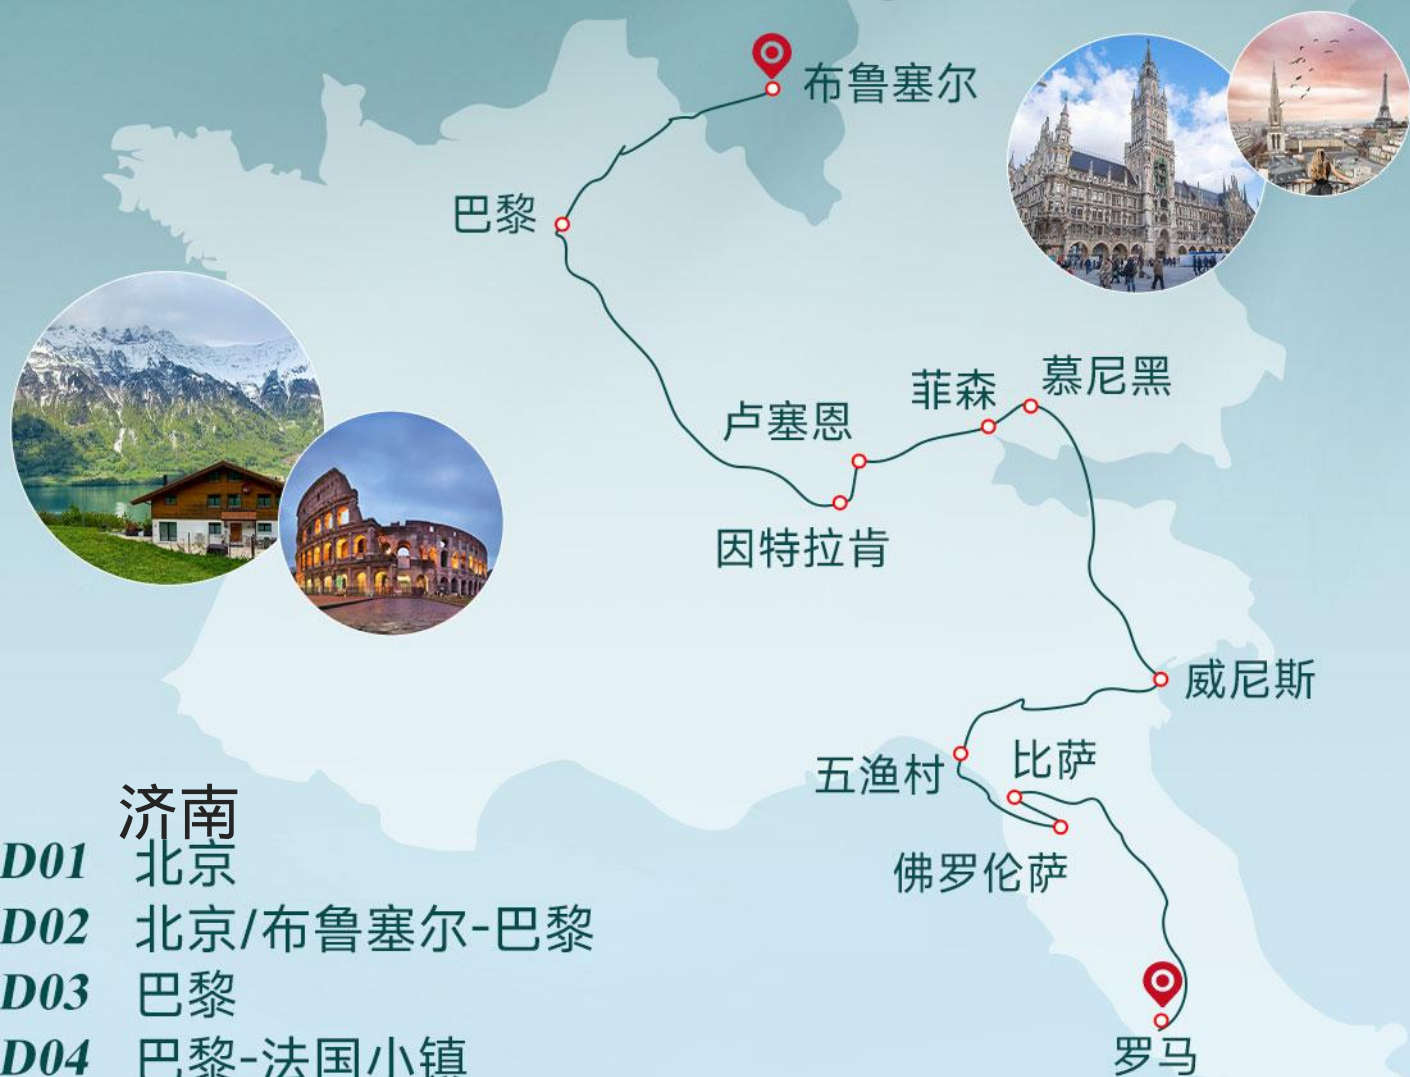 布鲁塞尔
巴黎
慕尼黑
菲森
卢塞恩
因特拉肯
威尼斯
比萨
五渔村
佛罗伦萨
罗马
济南
D01 北京
D02 北京/布鲁塞尔-巴黎
D03 巴黎
D04 巴黎-法国小镇